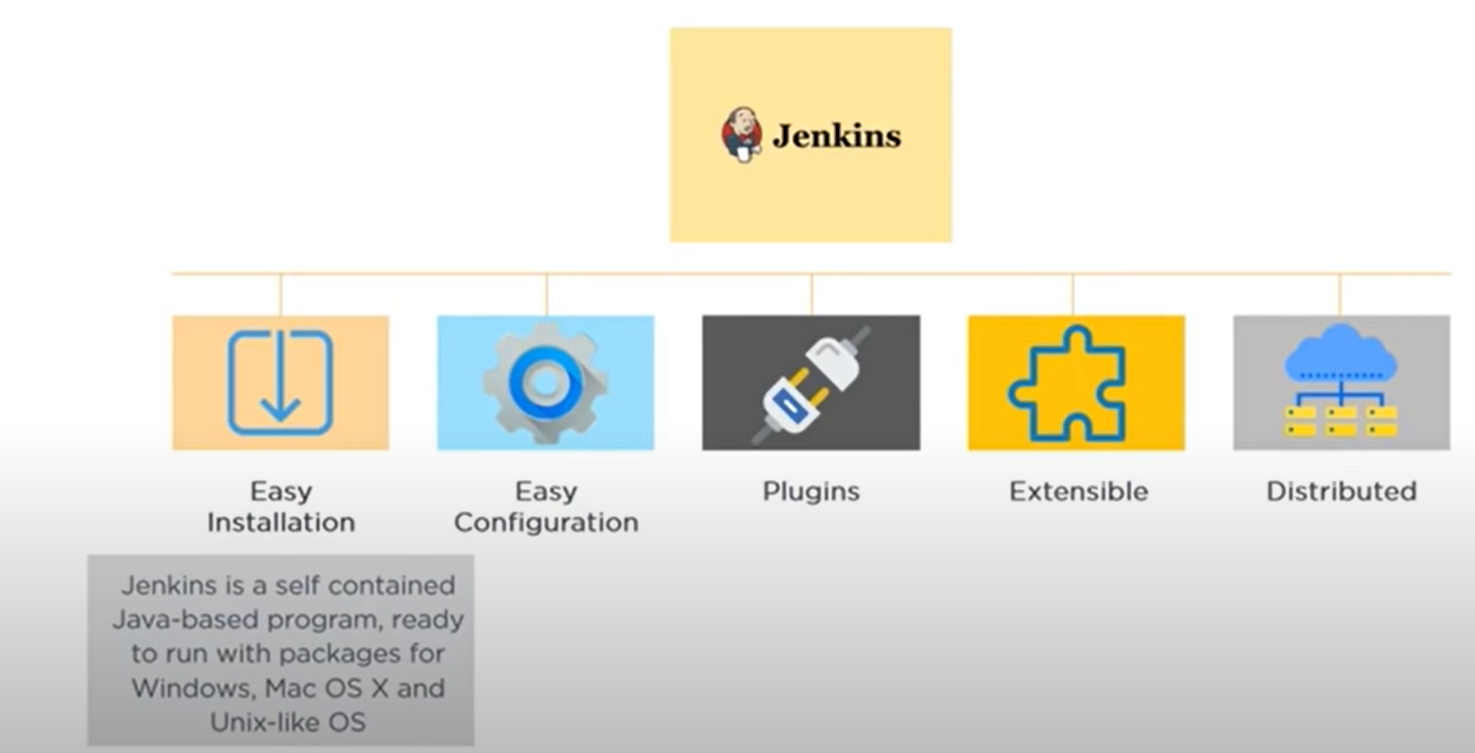 Jenkins
Easy
Installation
Easy
Configuration
Plugins
Extensible
Distributed
Jenkins is a self contained
Java-based program, ready
to run with packages for
Windows, Mac OS X and
Unix-like OS